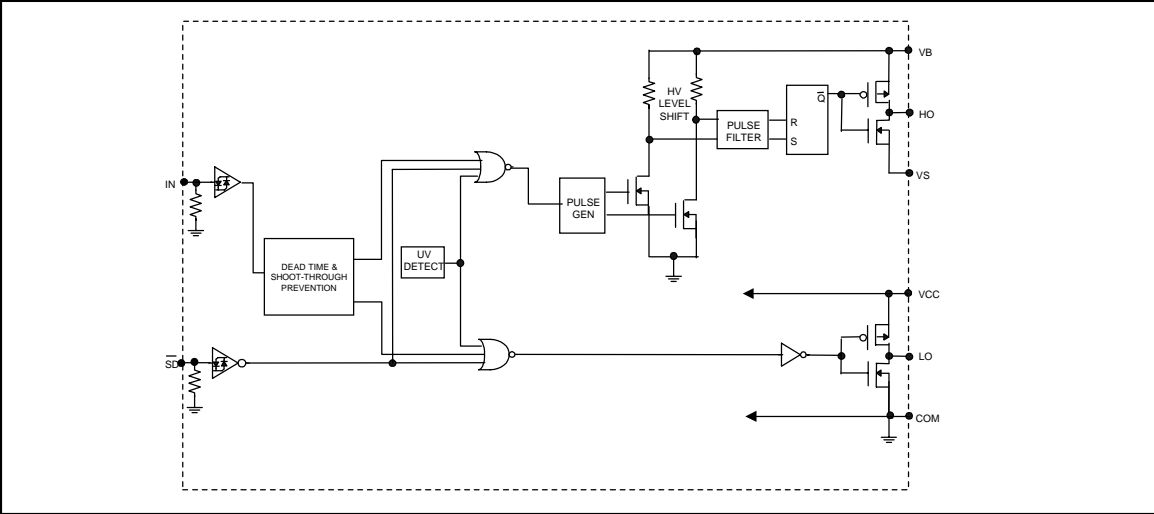 VB
HV
LEVEL
SHIFT
Q̅
PULSE
FILTER
R
S
HO
VS
IN
PULSE
GEN
UV
DETECT
DEAD TIME &
SHOOT-THROUGH
PREVENTION
VCC
S̅D̅
LO
COM